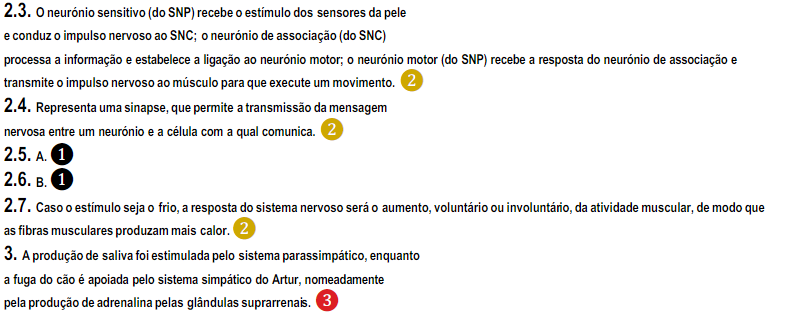 2.3. O neurónio sensitivo (do SNP) recebe o estímulo dos sensores da pele
e conduz o impulso nervoso ao SNC; o neurónio de associação (do SNC)
processa a informação e estabelece a ligação ao neurónio motor; o neurónio motor (do SNP) recebe a resposta do neurónio de associação e
transmite o impulso nervoso ao músculo para que execute um movimento. 2
2.4. Representa uma sinapse, que permite a transmissão da mensagem
nervosa entre um neurónio e a célula com a qual comunica. 2
2.5. A. 1
2.6. B. 1
2.7. Caso o estímulo seja o frio, a resposta do sistema nervoso será o aumento, voluntário ou involuntário, da atividade muscular, de modo que
as fibras musculares produzam mais calor. 2
3. A produção de saliva foi estimulada pelo sistema parassimpático, enquanto
a fuga do cão é apoiada pelo sistema simpático do Artur, nomeadamente
pela produção de adrenalina pelas glândulas suprarrenais. 3